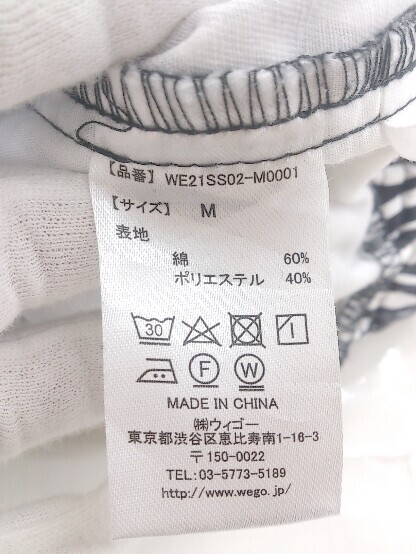 【品番】 WE21SS02-M0001
【サイズ】 M
表地
綿 60%
ポリエステル 40%
30
F W
MADE IN CHINA
㈱ウィゴー
東京都渋谷区恵比寿南1-16-3
〒150-0022
TEL: 03-5773-5189
http://www.wego.jp/